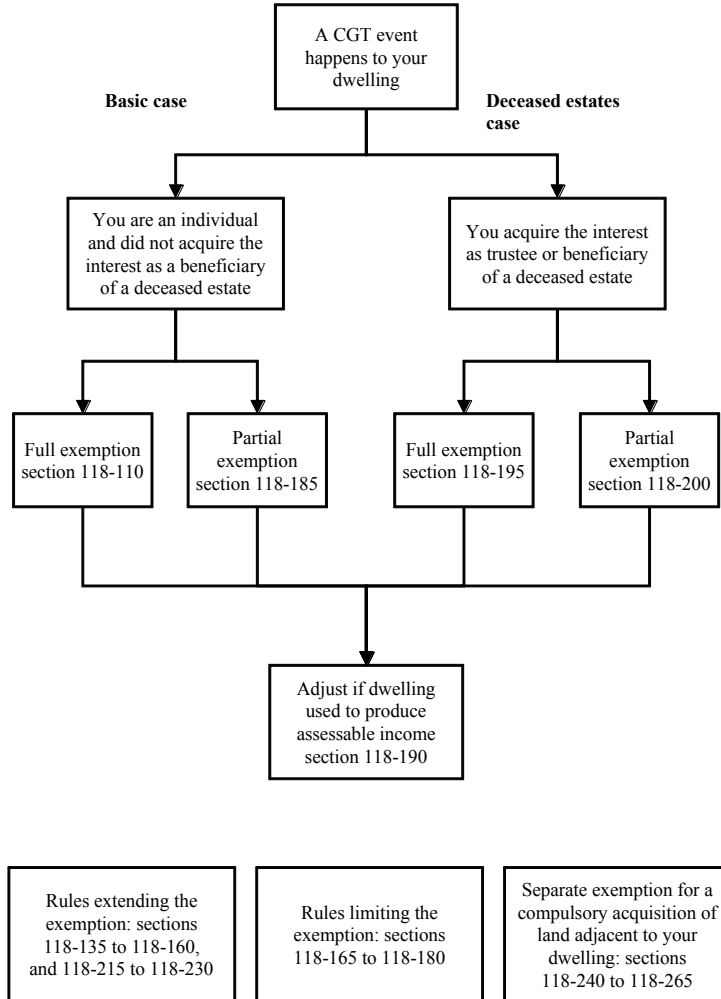 A CGT event
happens to your
dwelling
Basic case
Deceased estates
case
You are an individual
and did not acquire the
interest as a beneficiary
of a deceased estate
You acquire the interest
as trustee or beneficiary
of a deceased estate
Full exemption
section 118-110
Partial
exemption
section 118-185
Full exemption
section 118-195
Partial
exemption
section 118-200
Adjust if dwelling
used to produce
assessable income
section 118-190
Rules extending the
exemption: sections
118-135 to 118-160,
and 118-215 to 118-230
Rules limiting the
exemption: sections
118-165 to 118-180
Separate exemption for a
compulsory acquisition of
land adjacent to your
dwelling: sections
118-240 to 118-265